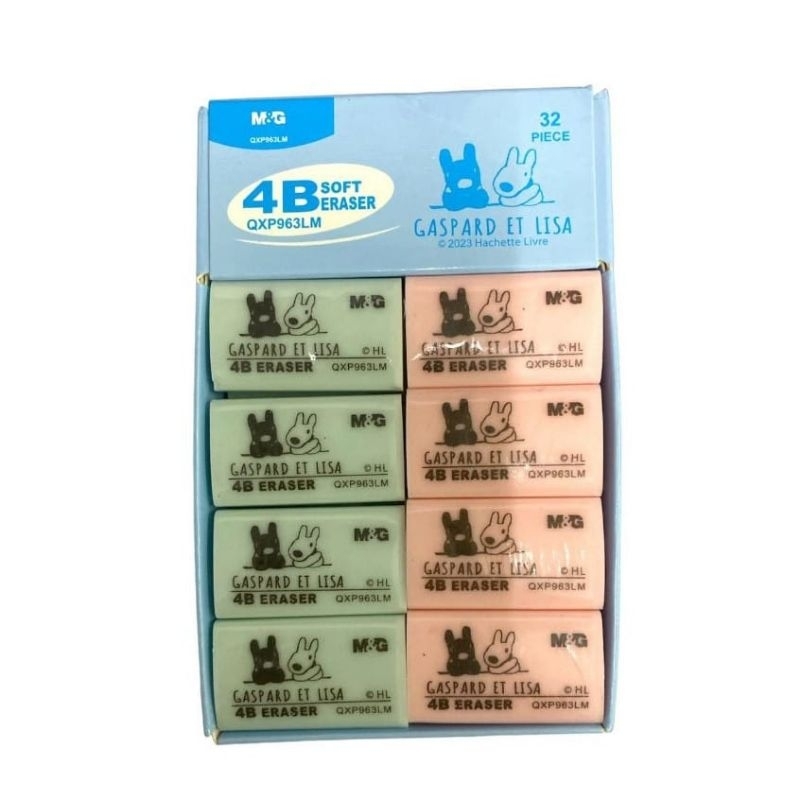 M&G
QXP963LM
32
PIECE
4B SOFT
ERASER
QXP963LM
GASPARD ET LISA
© 2023 Hachette Livre
M&G
GASPARD ET LISA © HL
4B ERASER QXP963LM
M&G
GASPARD ET LISA © HL
4B ERASER QXP963LM
M&G
GASPARD ET LISA © HL
4B ERASER QXP963LM
M&G
GASPARD ET LISA © HL
4B ERASER QXP963LM
M&G
GASPARD ET LISA © HL
4B ERASER QXP963LM
M&G
GASPARD ET LISA © HL
4B ERASER QXP963LM
M&G
GASPARD ET LISA © HL
4B ERASER QXP963LM
M&G
GASPARD ET LISA © HL
4B ERASER QXP963LM